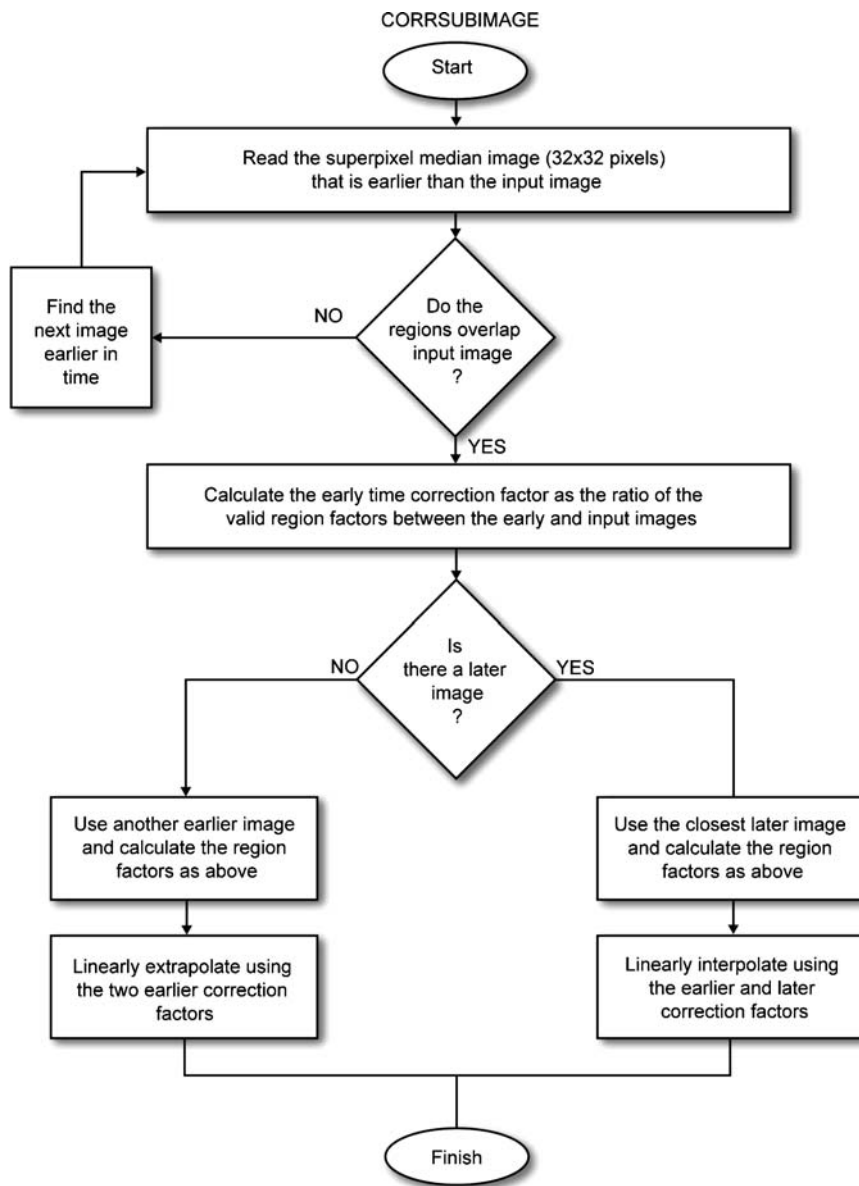 CORRSUBIMAGE
Start
Read the superpixel median image (32x32 pixels)
that is earlier than the input image
Find the
next image
earlier in
time
NO
Do the
regions overlap
input image
?
YES
Calculate the early time correction factor as the ratio of the
valid region factors between the early and input images
NO
Is
there a later
image
?
YES
Use another earlier image
and calculate the region
factors as above
Use the closest later image
and calculate the region
factors as above
Linearly extrapolate using
the two earlier correction
factors
Linearly interpolate using
the earlier and later
correction factors
Finish